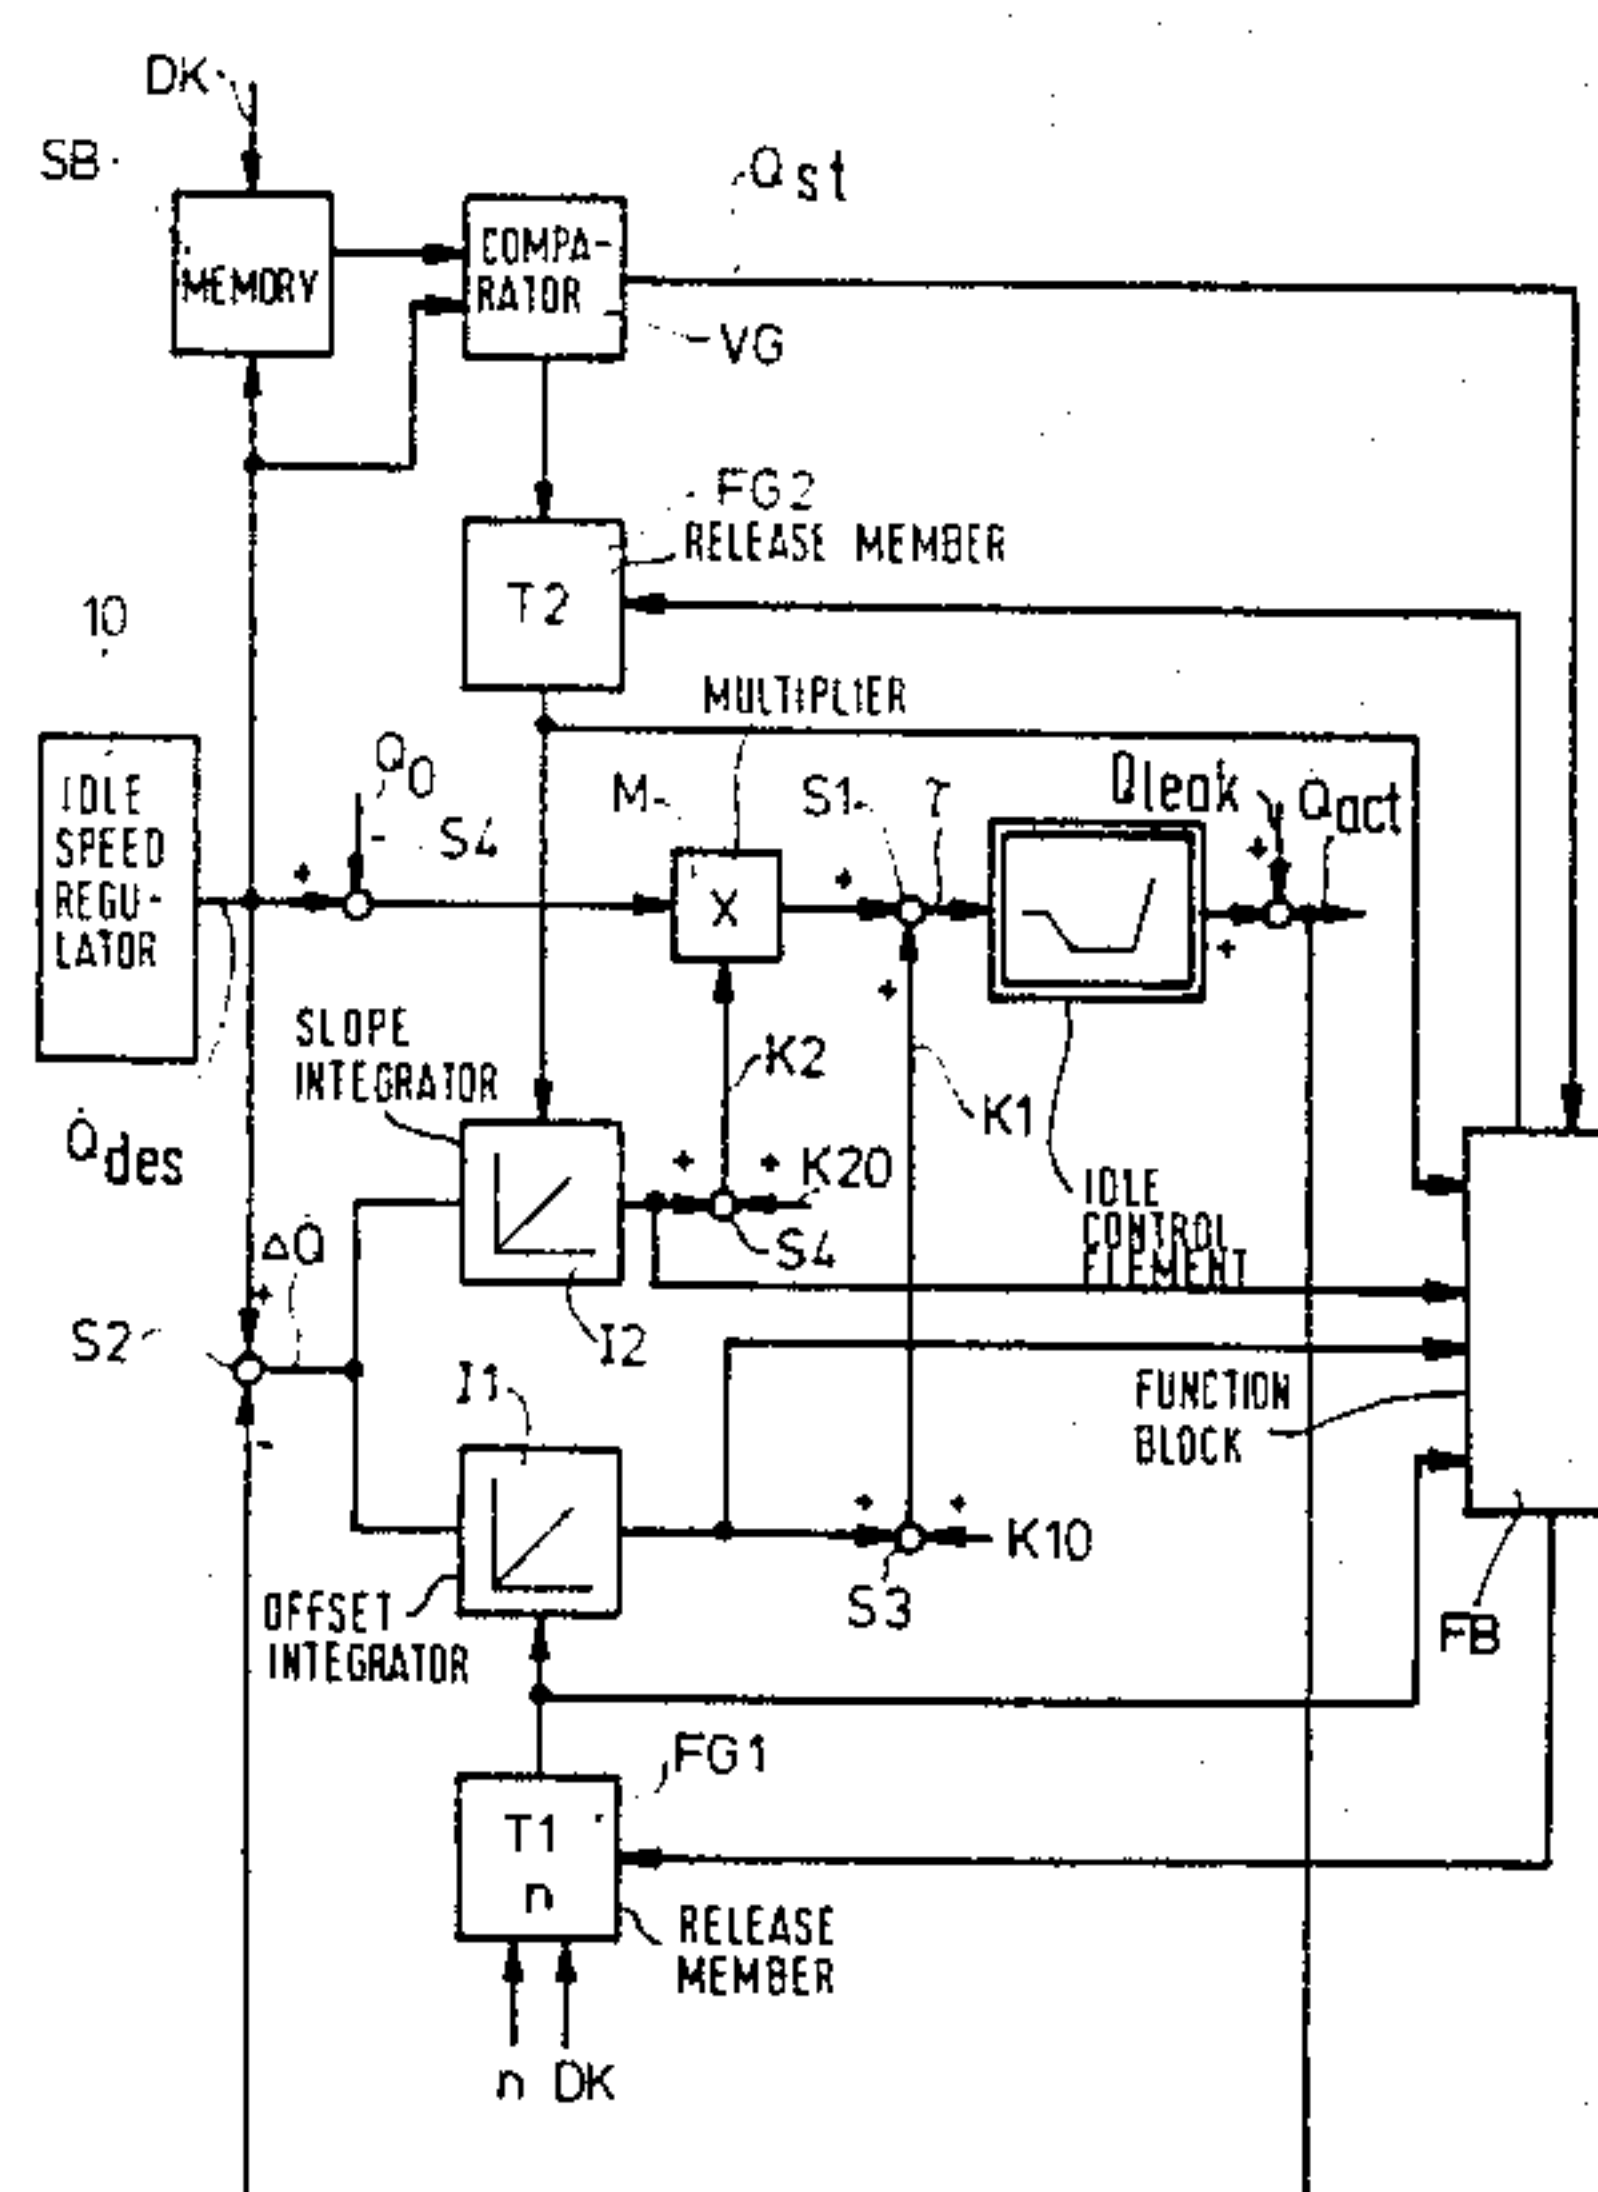 DK
SB
MEMORY
COMPA-
RATOR
Qst
VG
FG2
RELEASE MEMBER
T2
10
IDLE
SPEED
REGU-
LATOR
Q0
-
S4
+
MULTIPLIER
M
X
S1
+
+
τ
Qleak
Qact
+
+
Q̇des
SLOPE
INTEGRATOR
K2
K1
+
+
K20
S4
IDLE
CONTROL
ELEMENT
ΔQ̇
+
S2
-
I2
I1
FUNCTION
BLOCK
+
+
K10
S3
OFFSET
INTEGRATOR
FB
FG1
T1
n
RELEASE
MEMBER
n DK